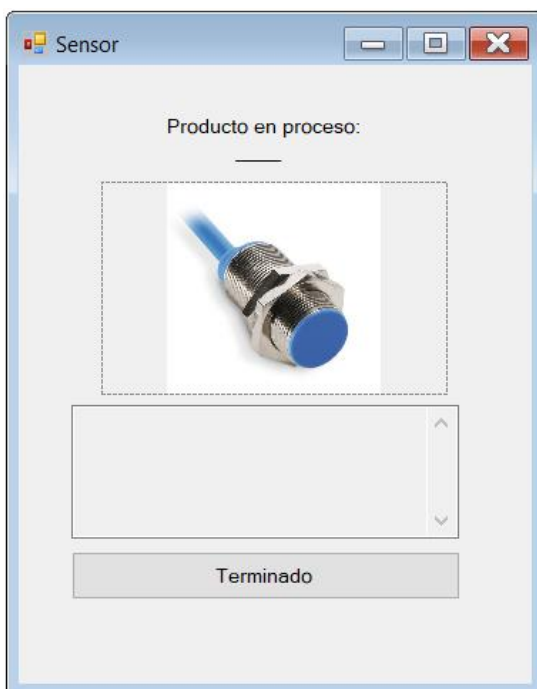 Sensor
Producto en proceso:
____
Terminado